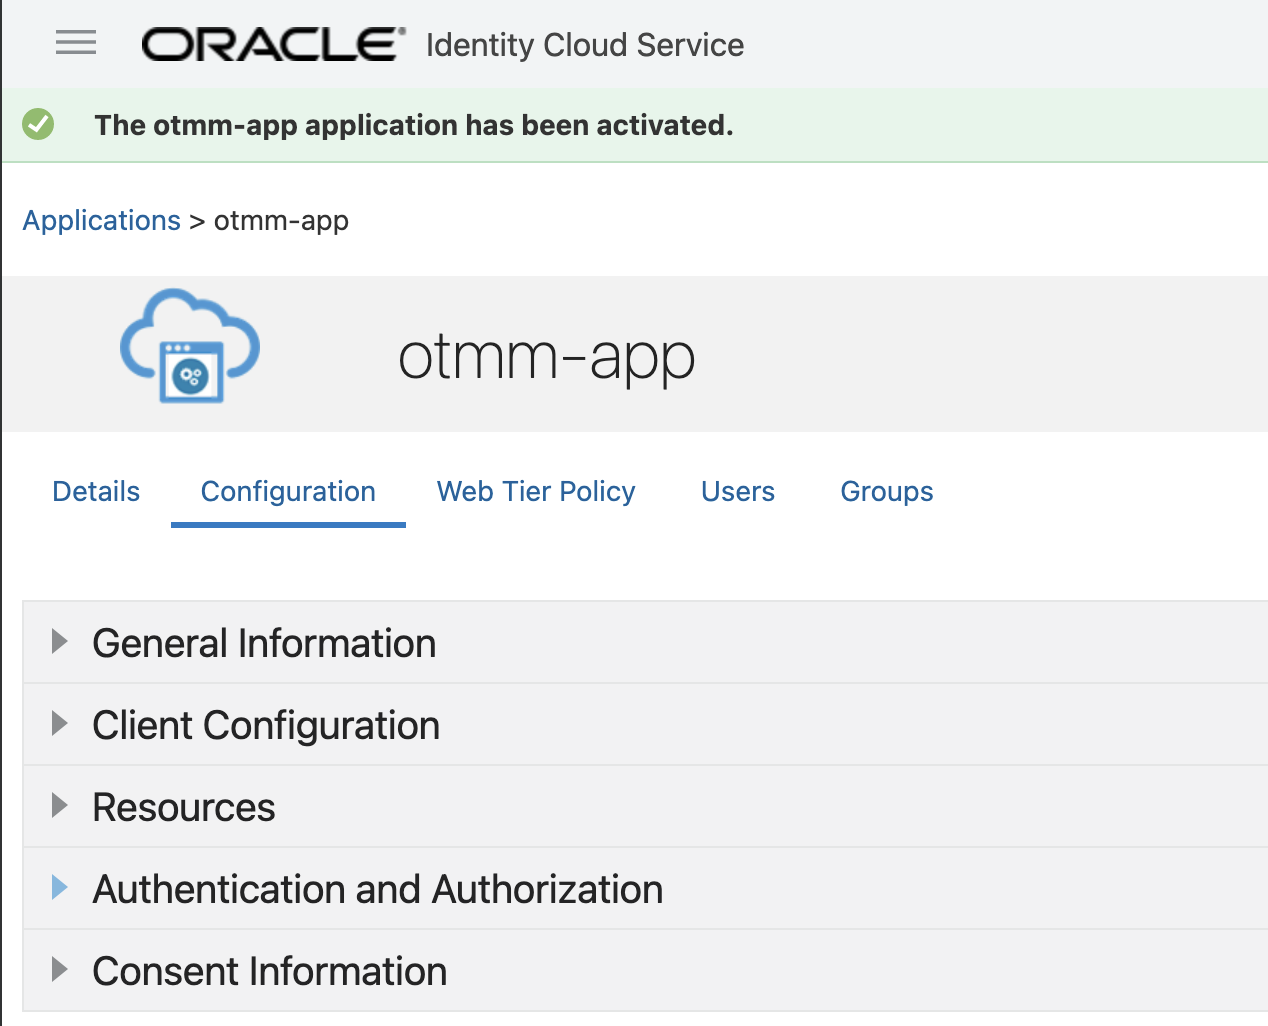 ORACLE® Identity Cloud Service
The otmm-app application has been activated.
Applications > otmm-app
otmm-app
Details Configuration Web Tier Policy Users Groups
General Information
Client Configuration
Resources
Authentication and Authorization
Consent Information